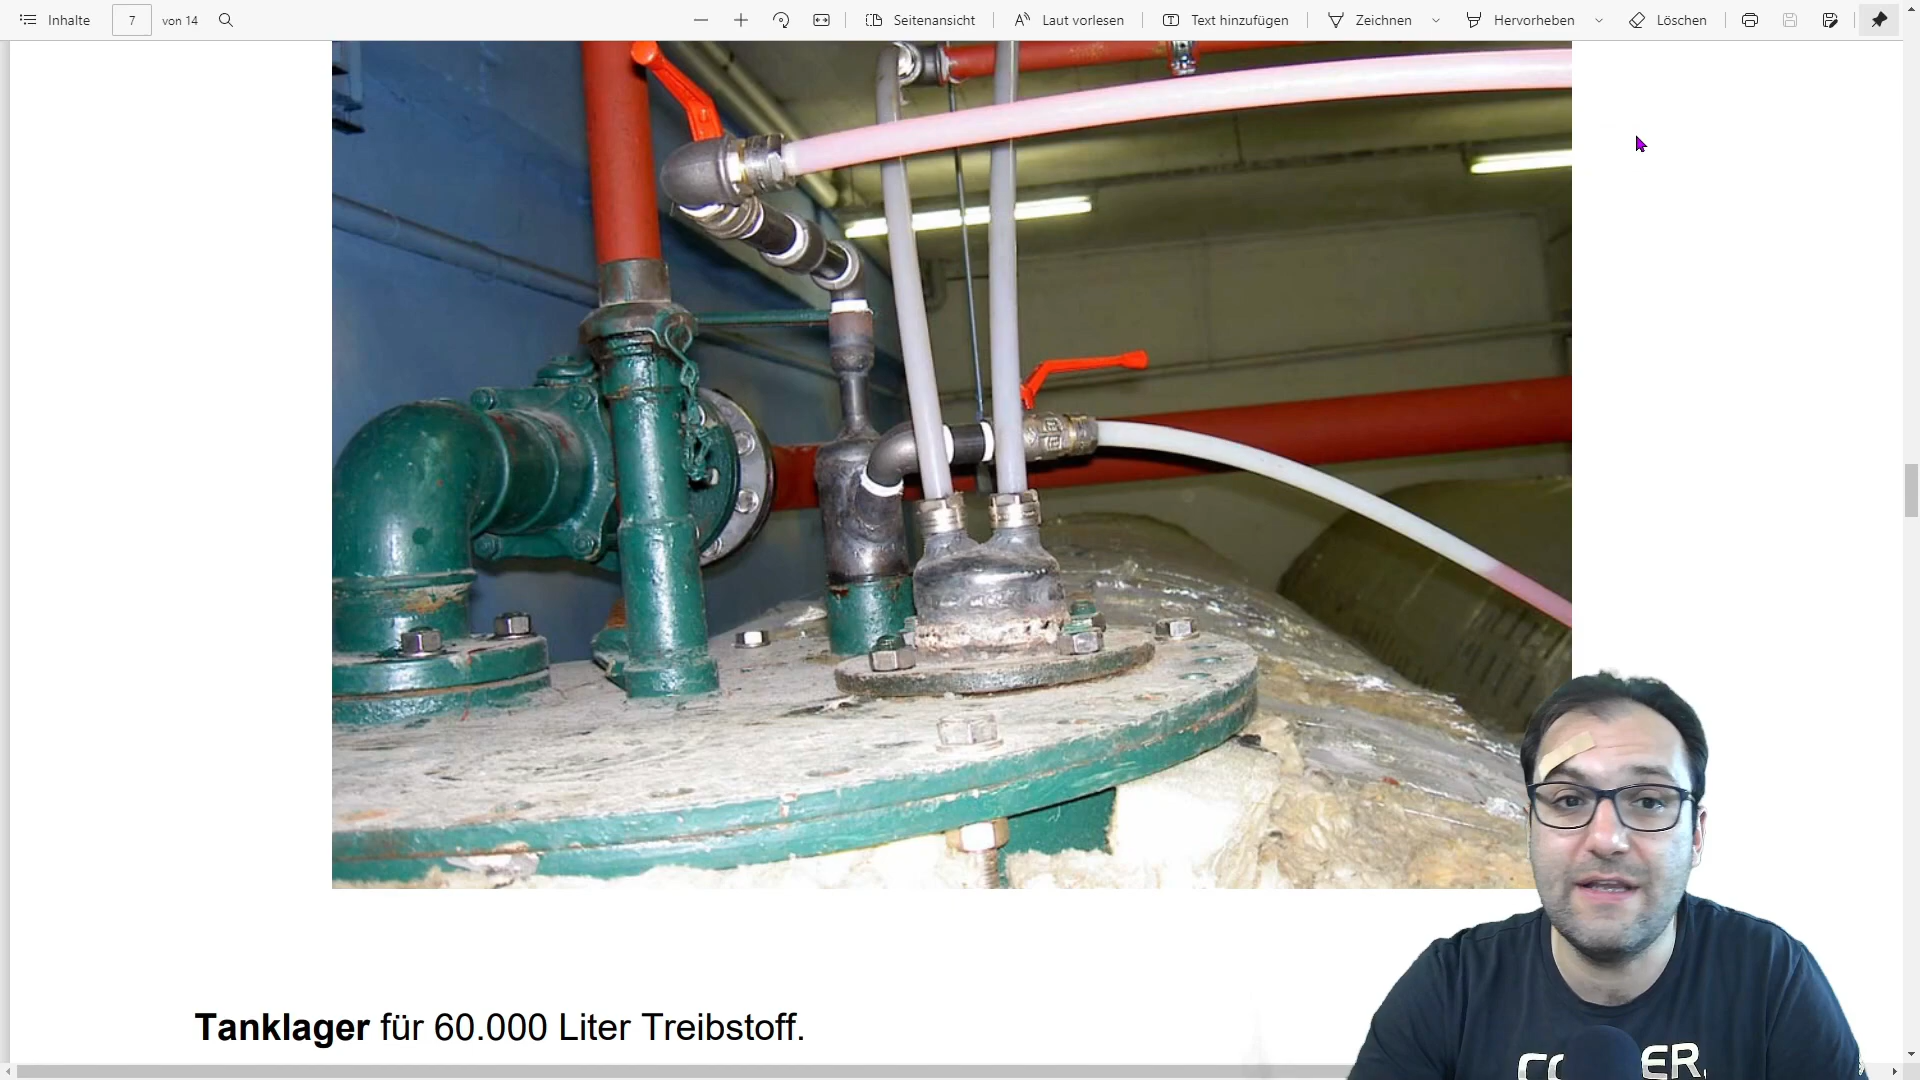 Inhalte 7 von 14 Seitenansicht Laut vorlesen Text hinzufügen Zeichnen Hervorheben Löschen
Tanklager für 60.000 Liter Treibstoff.